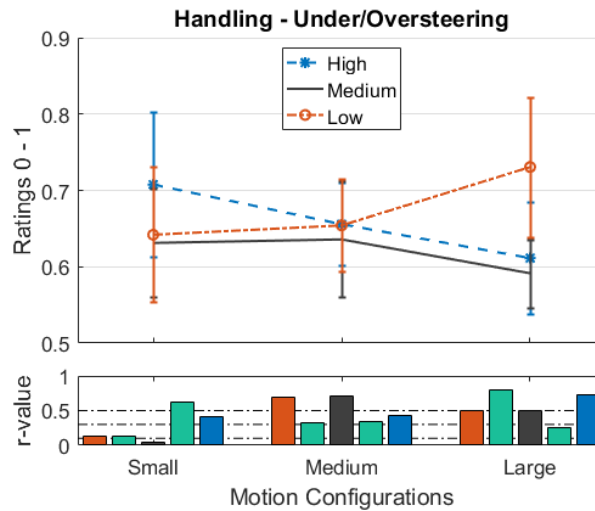 Handling - Under/Oversteering
Ratings 0 - 1
0.9
0.8
0.7
0.6
0.5
High
Medium
Low
r-value
1
0.5
0
Small Medium Large
Motion Configurations